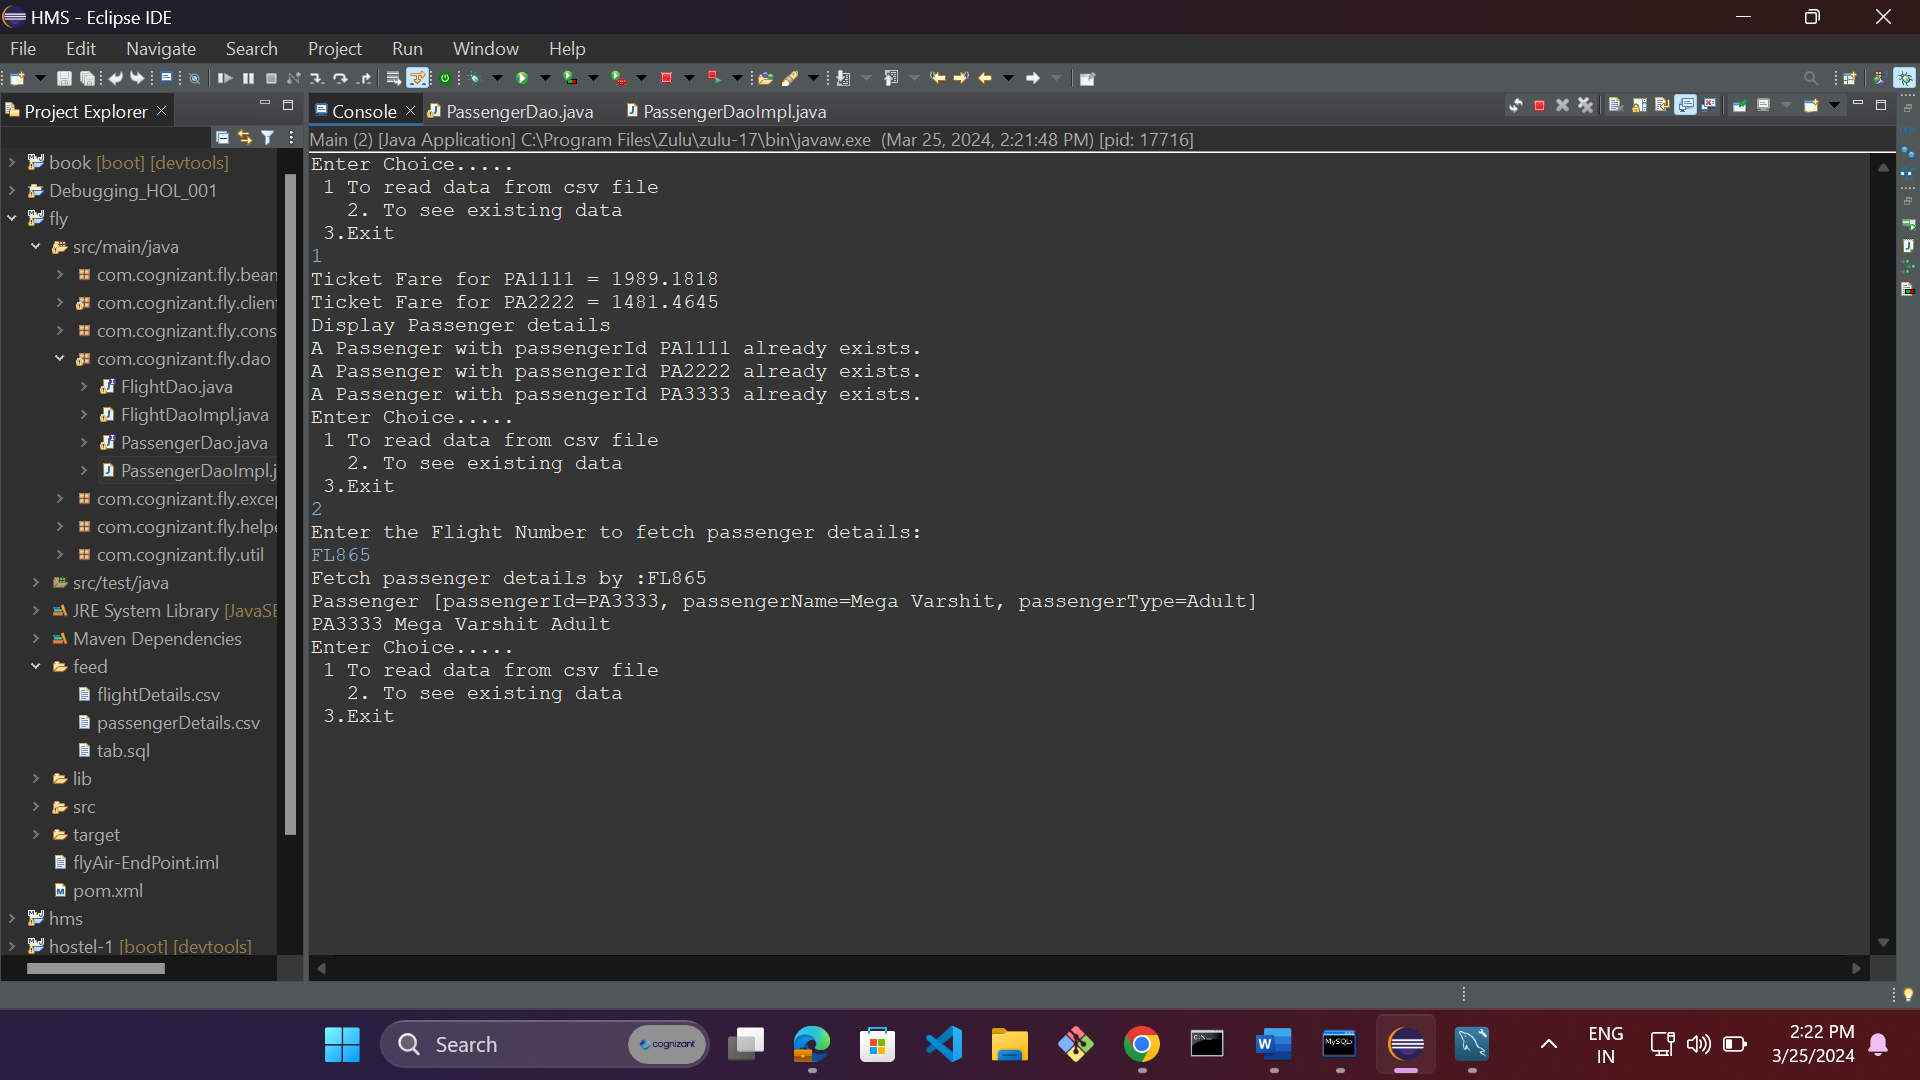 HMS - Eclipse IDE
File Edit Navigate Search Project Run Window Help
Project Explorer
Console PassengerDao.java PassengerDaoImpl.java
Main (2) [Java Application] C:\Program Files\Zulu\zulu-17\bin\javaw.exe (Mar 25, 2024, 2:21:48 PM) [pid: 17716]
book [boot] [devtools]
Debugging_HOL_001
fly
src/main/java
com.cognizant.fly.bean
com.cognizant.fly.clien
com.cognizant.fly.cons
com.cognizant.fly.dao
FlightDao.java
FlightDaoImpl.java
PassengerDao.java
PassengerDaoImpl.j
com.cognizant.fly.exce
com.cognizant.fly.helpe
com.cognizant.fly.util
src/test/java
JRE System Library [JavaSE
Maven Dependencies
feed
flightDetails.csv
passengerDetails.csv
tab.sql
lib
src
target
flyAir-EndPoint.iml
pom.xml
hms
hostel-1 [boot] [devtools]
Enter Choice.....
1 To read data from csv file
2. To see existing data
3.Exit
1
Ticket Fare for PA1111 = 1989.1818
Ticket Fare for PA2222 = 1481.4645
Display Passenger details
A Passenger with passengerId PA1111 already exists.
A Passenger with passengerId PA2222 already exists.
A Passenger with passengerId PA3333 already exists.
Enter Choice.....
1 To read data from csv file
2. To see existing data
3.Exit
2
Enter the Flight Number to fetch passenger details:
FL865
Fetch passenger details by :FL865
Passenger [passengerId=PA3333, passengerName=Mega Varshit, passengerType=Adult]
PA3333 Mega Varshit Adult
Enter Choice.....
1 To read data from csv file
2. To see existing data
3.Exit
Search cognizant
ENG
IN
2:22 PM
3/25/2024